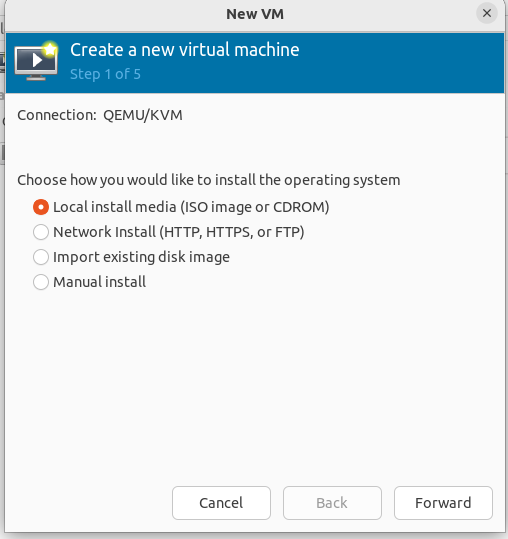 New VM
Create a new virtual machine
Step 1 of 5
Connection: QEMU/KVM
Choose how you would like to install the operating system
Local install media (ISO image or CDROM)
Network Install (HTTP, HTTPS, or FTP)
Import existing disk image
Manual install
Cancel
Back
Forward